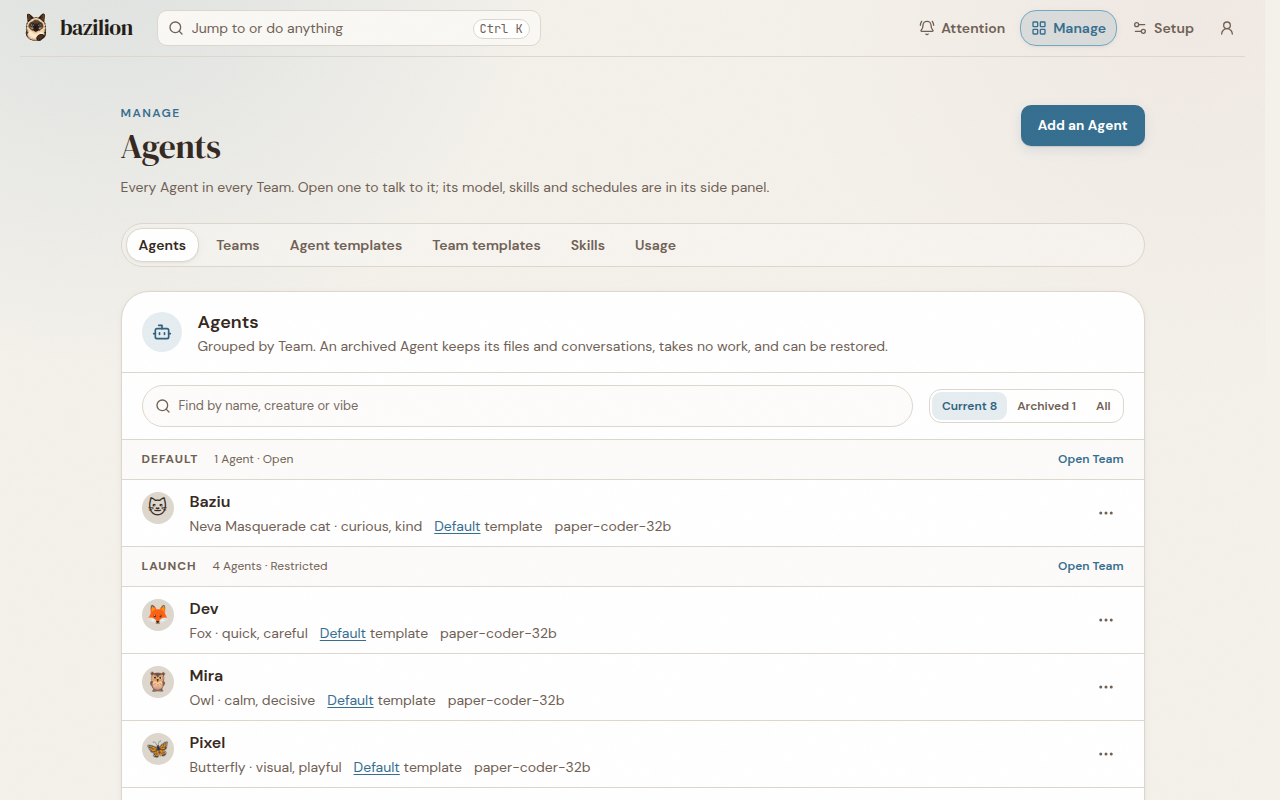 bazilion
Jump to or do anything
Ctrl K
Attention
Manage
Setup
MANAGE
Agents
Add an Agent
Every Agent in every Team. Open one to talk to it; its model, skills and schedules are in its side panel.
Agents
Teams
Agent templates
Team templates
Skills
Usage
Agents
Grouped by Team. An archived Agent keeps its files and conversations, takes no work, and can be restored.
Find by name, creature or vibe
Current 8
Archived 1
All
DEFAULT 1 Agent · Open
Open Team
Baziu
Neva Masquerade cat · curious, kind Default template paper-coder-32b
LAUNCH 4 Agents · Restricted
Open Team
Dev
Fox · quick, careful Default template paper-coder-32b
Mira
Owl · calm, decisive Default template paper-coder-32b
Pixel
Butterfly · visual, playful Default template paper-coder-32b